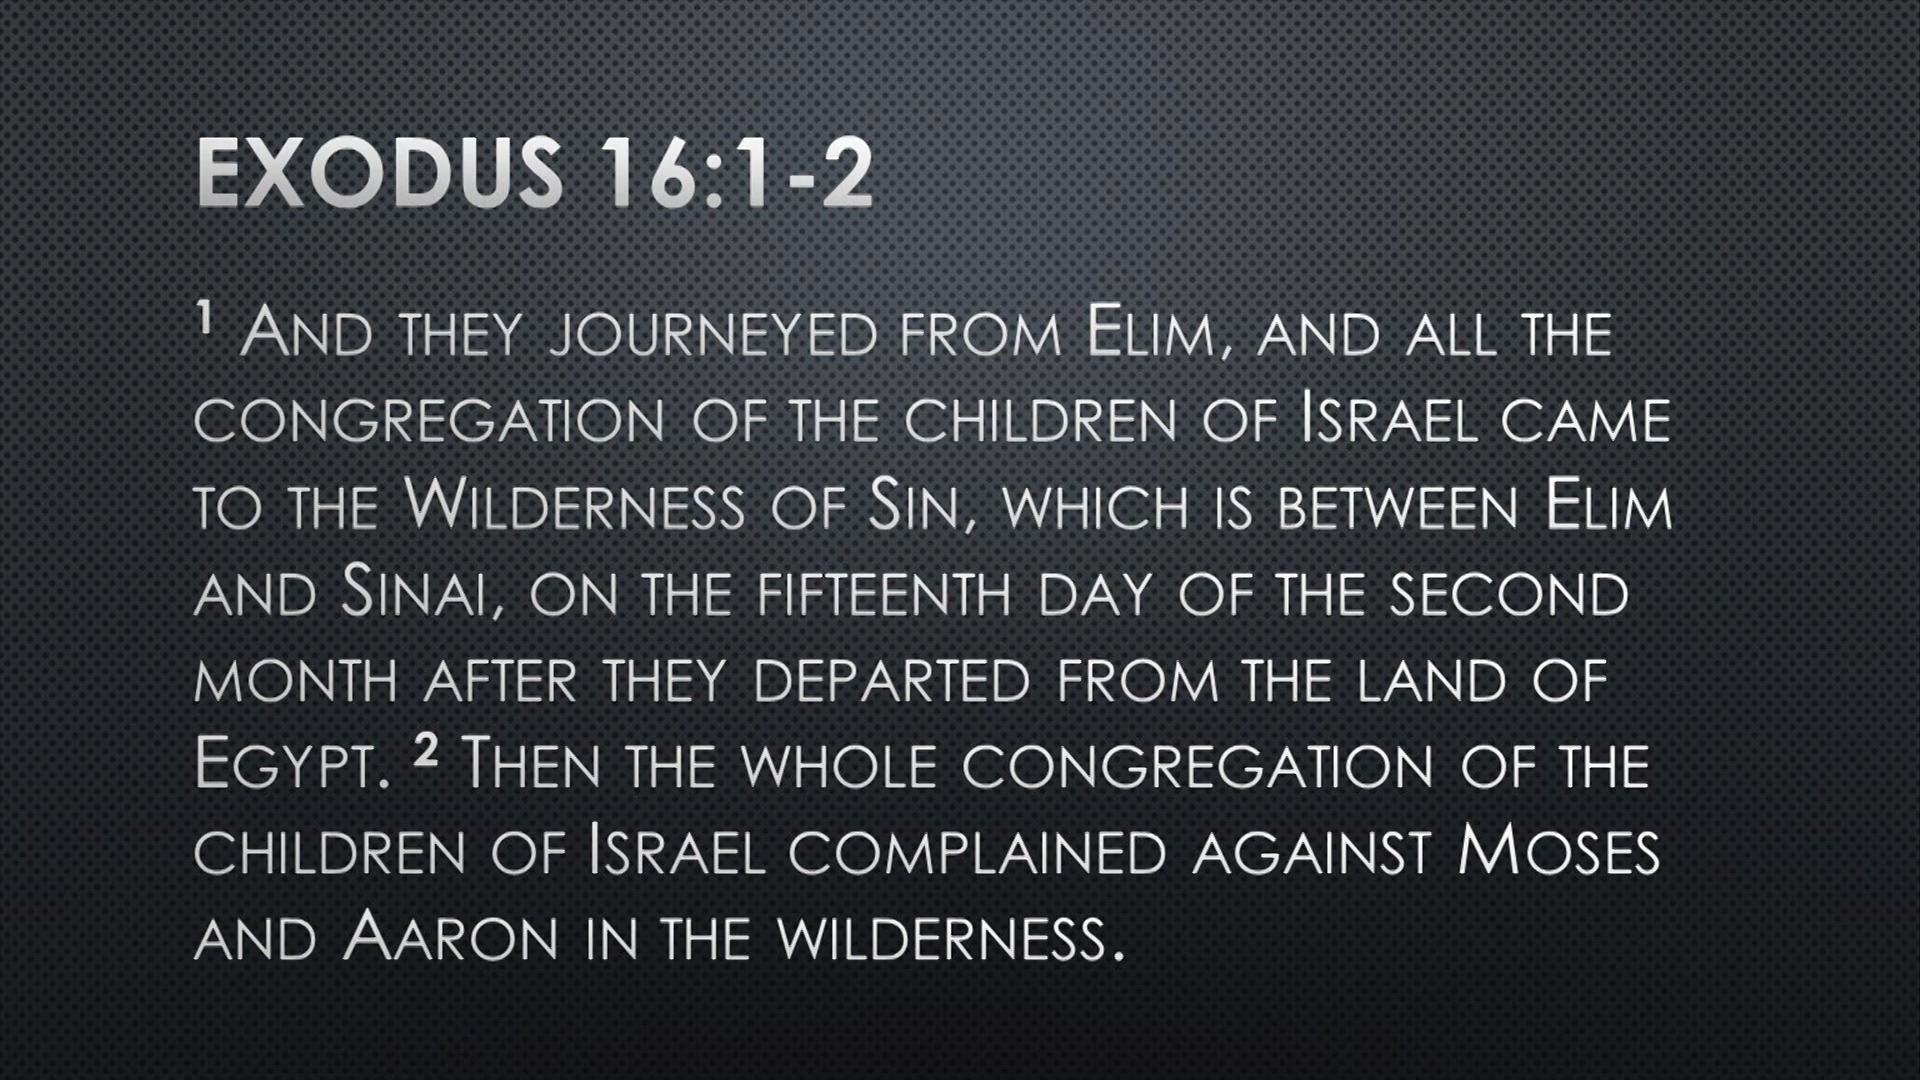 EXODUS 16:1-2
¹ And they journeyed from Elim, and all the
congregation of the children of Israel came
to the Wilderness of Sin, which is between Elim
and Sinai, on the fifteenth day of the second
month after they departed from the land of
Egypt. ² Then the whole congregation of the
children of Israel complained against Moses
and Aaron in the wilderness.